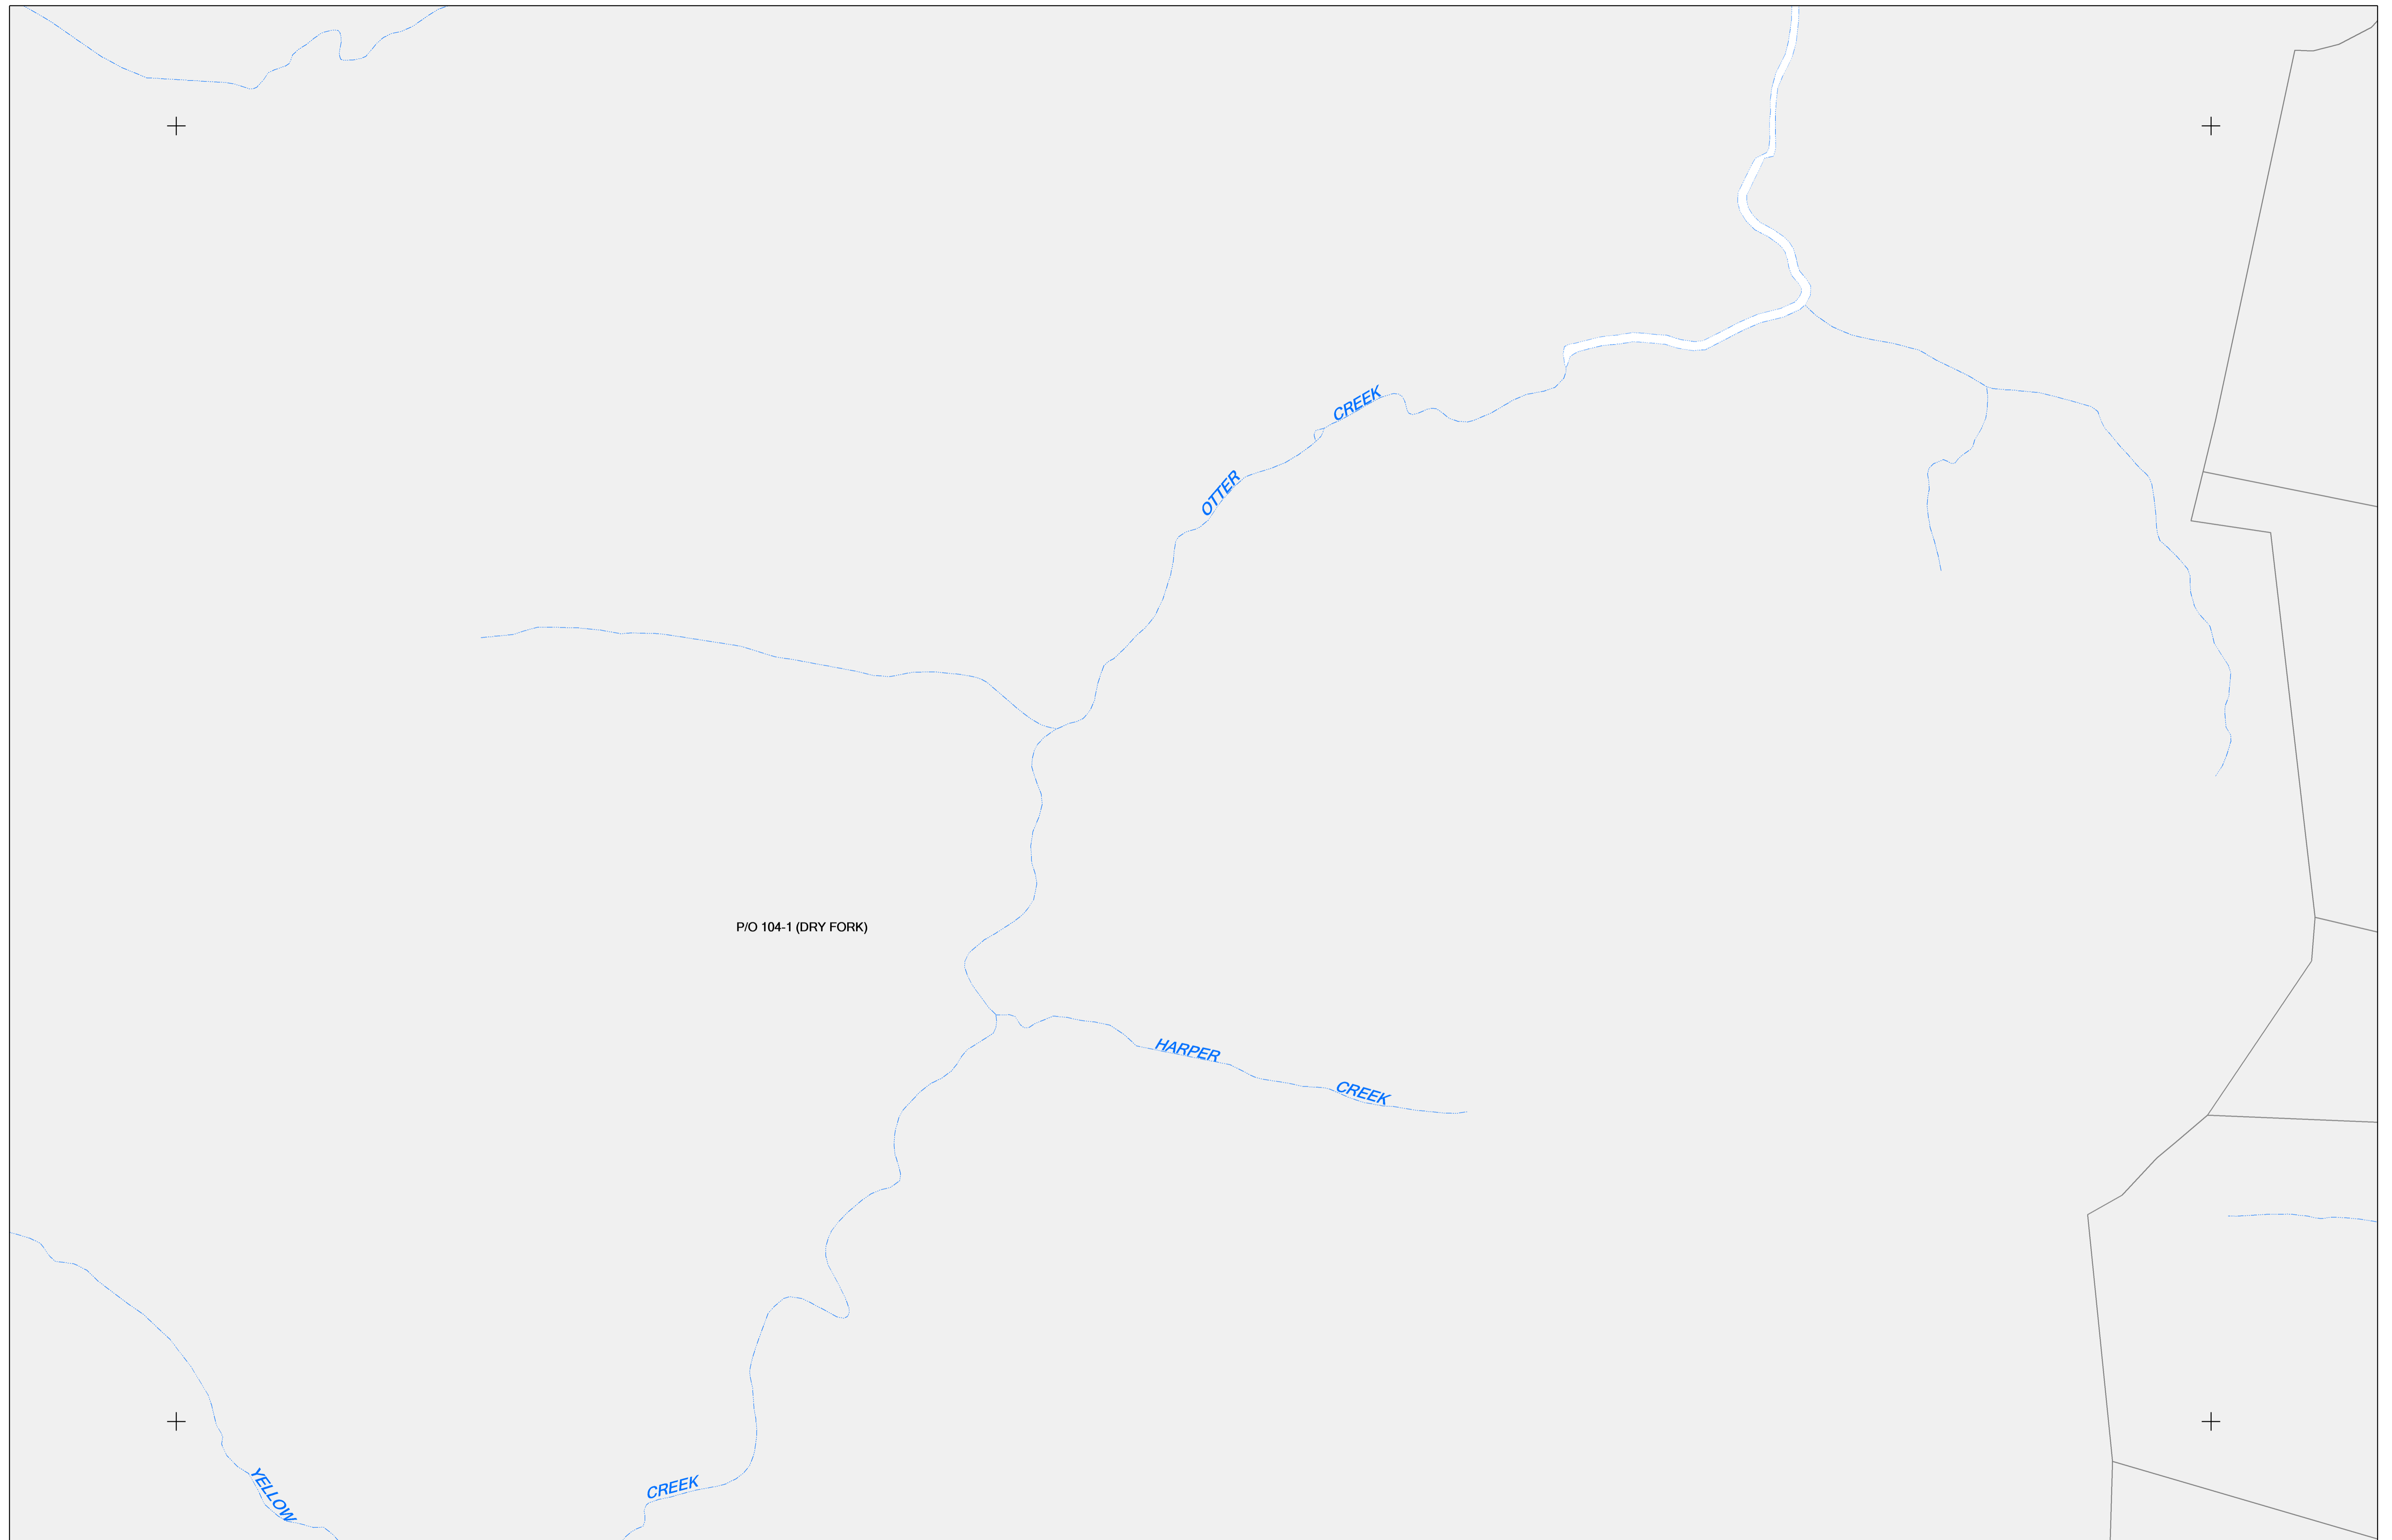 CREEK
OTTER
P/O 104-1 (DRY FORK)
HARPER
CREEK
YELLOW
CREEK